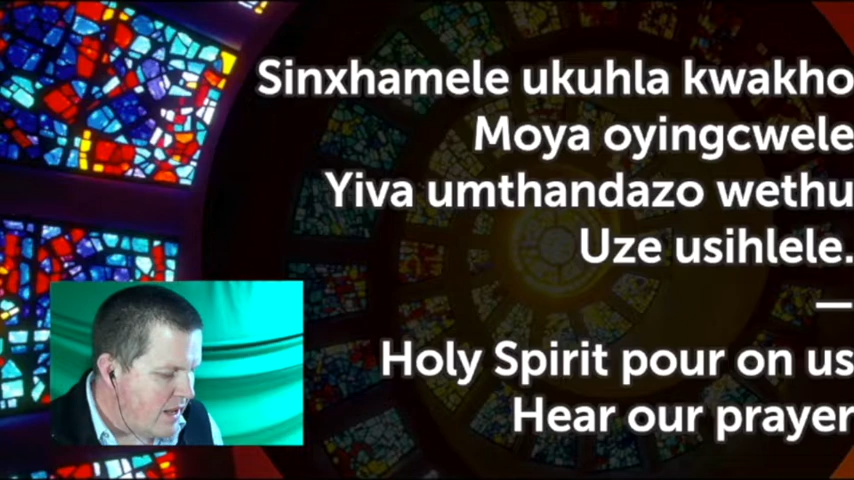 Sinxhamele ukuhla kwakho
Moya oyingcwele
Yiva umthandazo wethu
Uze usihlele.
—
Holy Spirit pour on us
Hear our prayer